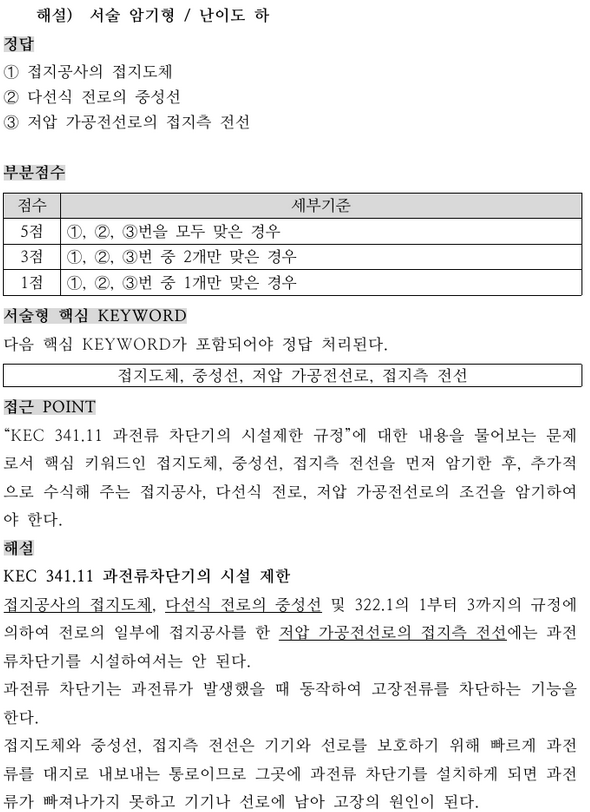 해설) 서술 암기형 / 난이도 하
정답
① 접지공사의 접지도체
② 다선식 전로의 중성선
③ 저압 가공전선로의 접지측 전선
부분점수
점수 세부기준
5점 ①, ②, ③번을 모두 맞은 경우
3점 ①, ②, ③번 중 2개만 맞은 경우
1점 ①, ②, ③번 중 1개만 맞은 경우
서술형 핵심 KEYWORD
다음 핵심 KEYWORD가 포함되어야 정답 처리된다.
접지도체, 중성선, 저압 가공전선로, 접지측 전선
접근 POINT
“KEC 341.11 과전류 차단기의 시설제한 규정”에 대한 내용을 물어보는 문제
로서 핵심 키워드인 접지도체, 중성선, 접지측 전선을 먼저 암기한 후, 추가적
으로 수식해 주는 접지공사, 다선식 전로, 저압 가공전선로의 조건을 암기하여
야 한다.
해설
KEC 341.11 과전류차단기의 시설 제한
접지공사의 접지도체, 다선식 전로의 중성선 및 322.1의 1부터 3까지의 규정에
의하여 전로의 일부에 접지공사를 한 저압 가공전선로의 접지측 전선에는 과전
류차단기를 시설하여서는 안 된다.
과전류 차단기는 과전류가 발생했을 때 동작하여 고장전류를 차단하는 기능을
한다.
접지도체와 중성선, 접지측 전선은 기기와 선로를 보호하기 위해 빠르게 과전
류를 대지로 내보내는 통로이므로 그곳에 과전류 차단기를 설치하게 되면 과전
류가 빠져나가지 못하고 기기나 선로에 남아 고장의 원인이 된다.